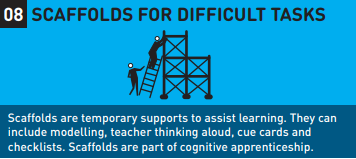 08 SCAFFOLDS FOR DIFFICULT TASKS
Scaffolds are temporary supports to assist learning. They can
include modelling, teacher thinking aloud, cue cards and
checklists. Scaffolds are part of cognitive apprenticeship.